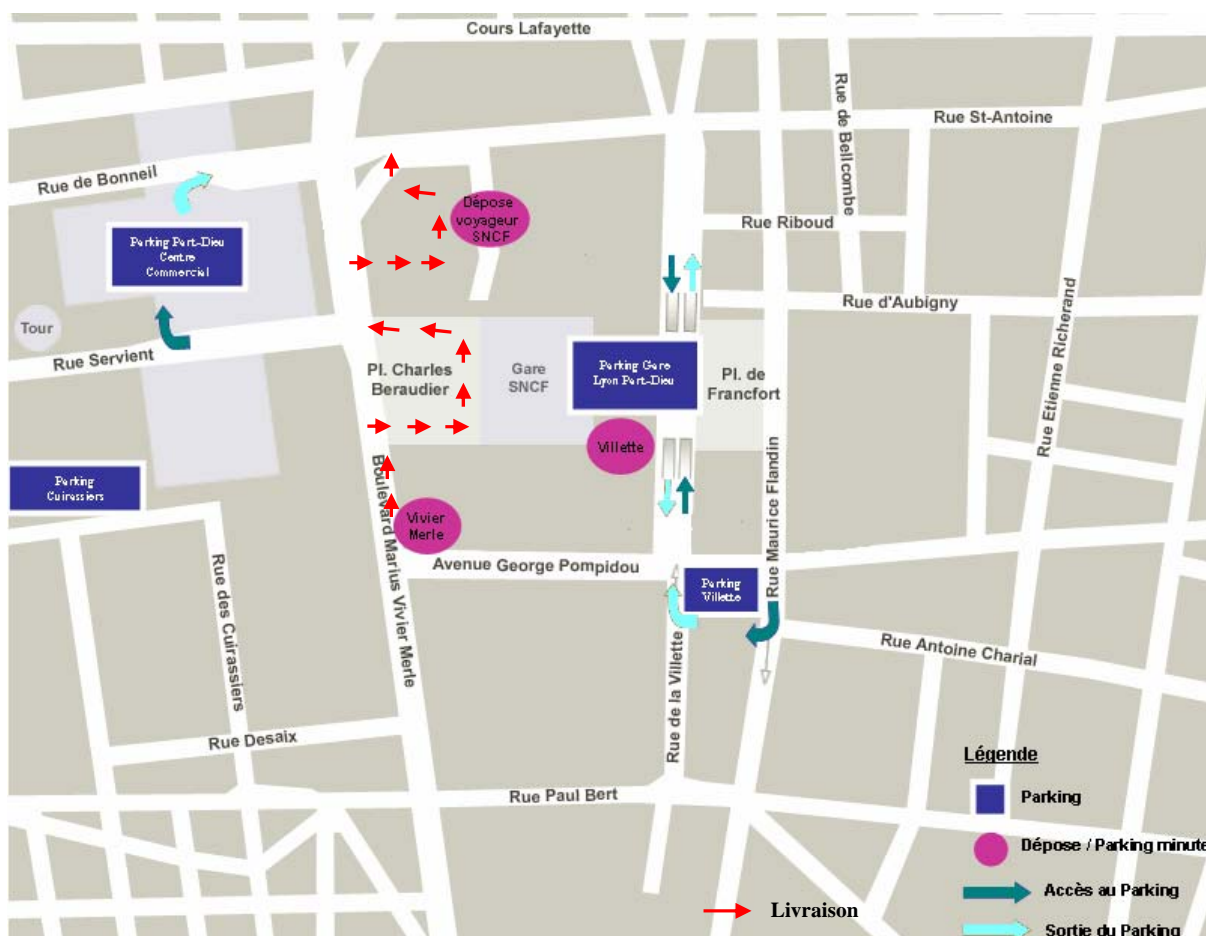 Cours Lafayette
Rue de Bellcombe
Rue St-Antoine
Rue de Bonneil
Dépose
voyageur
SNCF
Rue Riboud
Parking Part-Dieu
Centre
Commercial
Rue d'Aubigny
Rue Etienne Richerand
Tour
Rue Servient
Pl. Charles
Beraudier
Gare
SNCF
Parking Gare
Lyon Part-Dieu
Pl. de
Francfort
Villette
Parking
Cuirassiers
Boulevard Marius Vivier Merle
Vivier
Merle
Rue Maurice Flandin
Avenue George Pompidou
Parking
Villette
Rue des Cuirassiers
Rue Antoine Charial
Rue de la Villette
Rue Desaix
Rue Paul Bert
Légende
Parking
Dépose / Parking minute
Accès au Parking
Livraison
Sortie du Parking